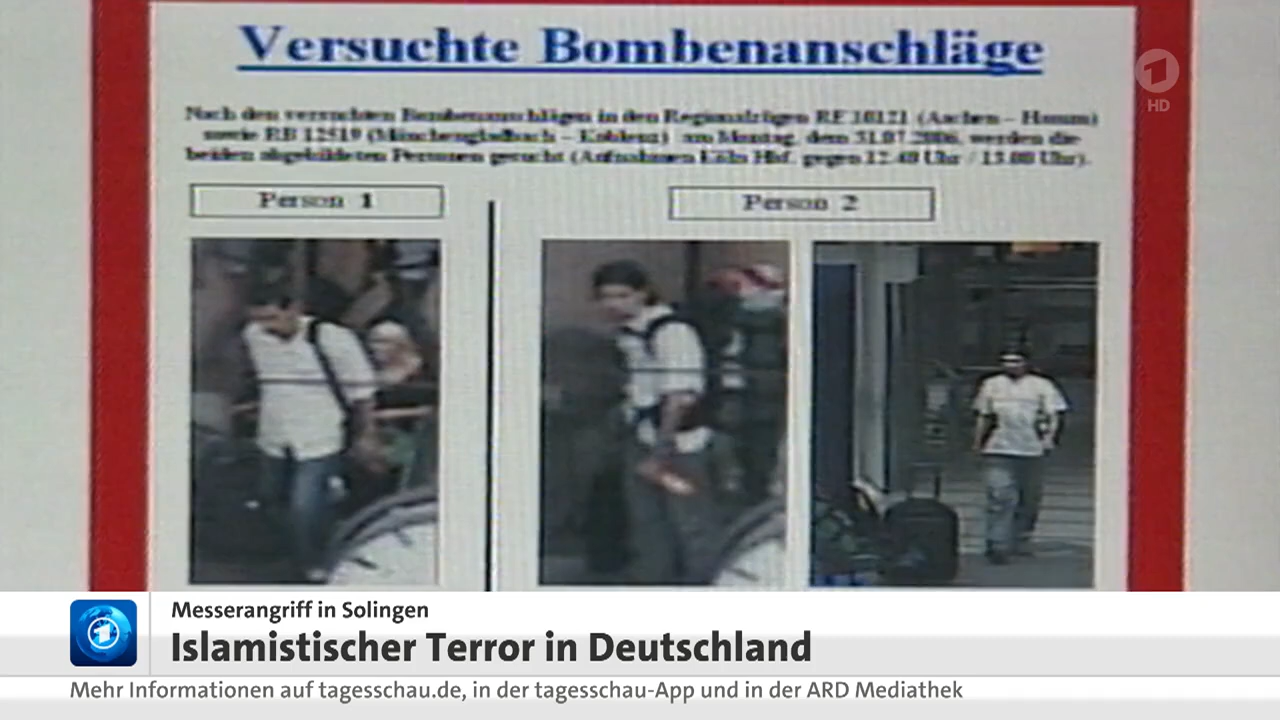 Versuchte Bombenanschläge
1
HD
Nach den versuchten Bombenanschlägen in den Regionalzügen RE 10121 (Aachen – Hamm)
sowie RB 12519 (Mönchengladbach – Koblenz) am Montag, dem 31.07.2006, werden die
beiden abgebildeten Personen gesucht (Aufnahmen Köln Hbf. gegen 12.40 Uhr / 13.00 Uhr).
Person 1
Person 2
Messerangriff in Solingen
Islamistischer Terror in Deutschland
Mehr Informationen auf tagesschau.de, in der tagesschau-App und in der ARD Mediathek